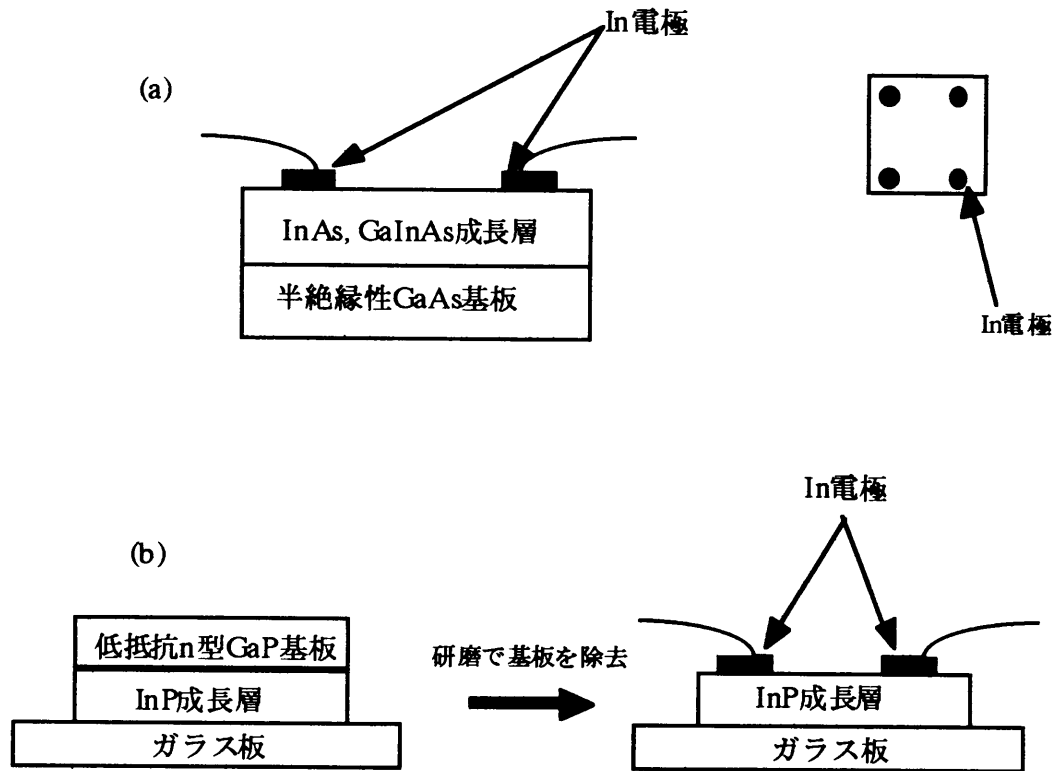 In電極
(a)
InAs, GaInAs成長層
半絶縁性GaAs基板
In電極
In電極
(b)
低抵抗n型GaP基板
InP成長層
ガラス板
研磨で基板を除去
InP成長層
ガラス板